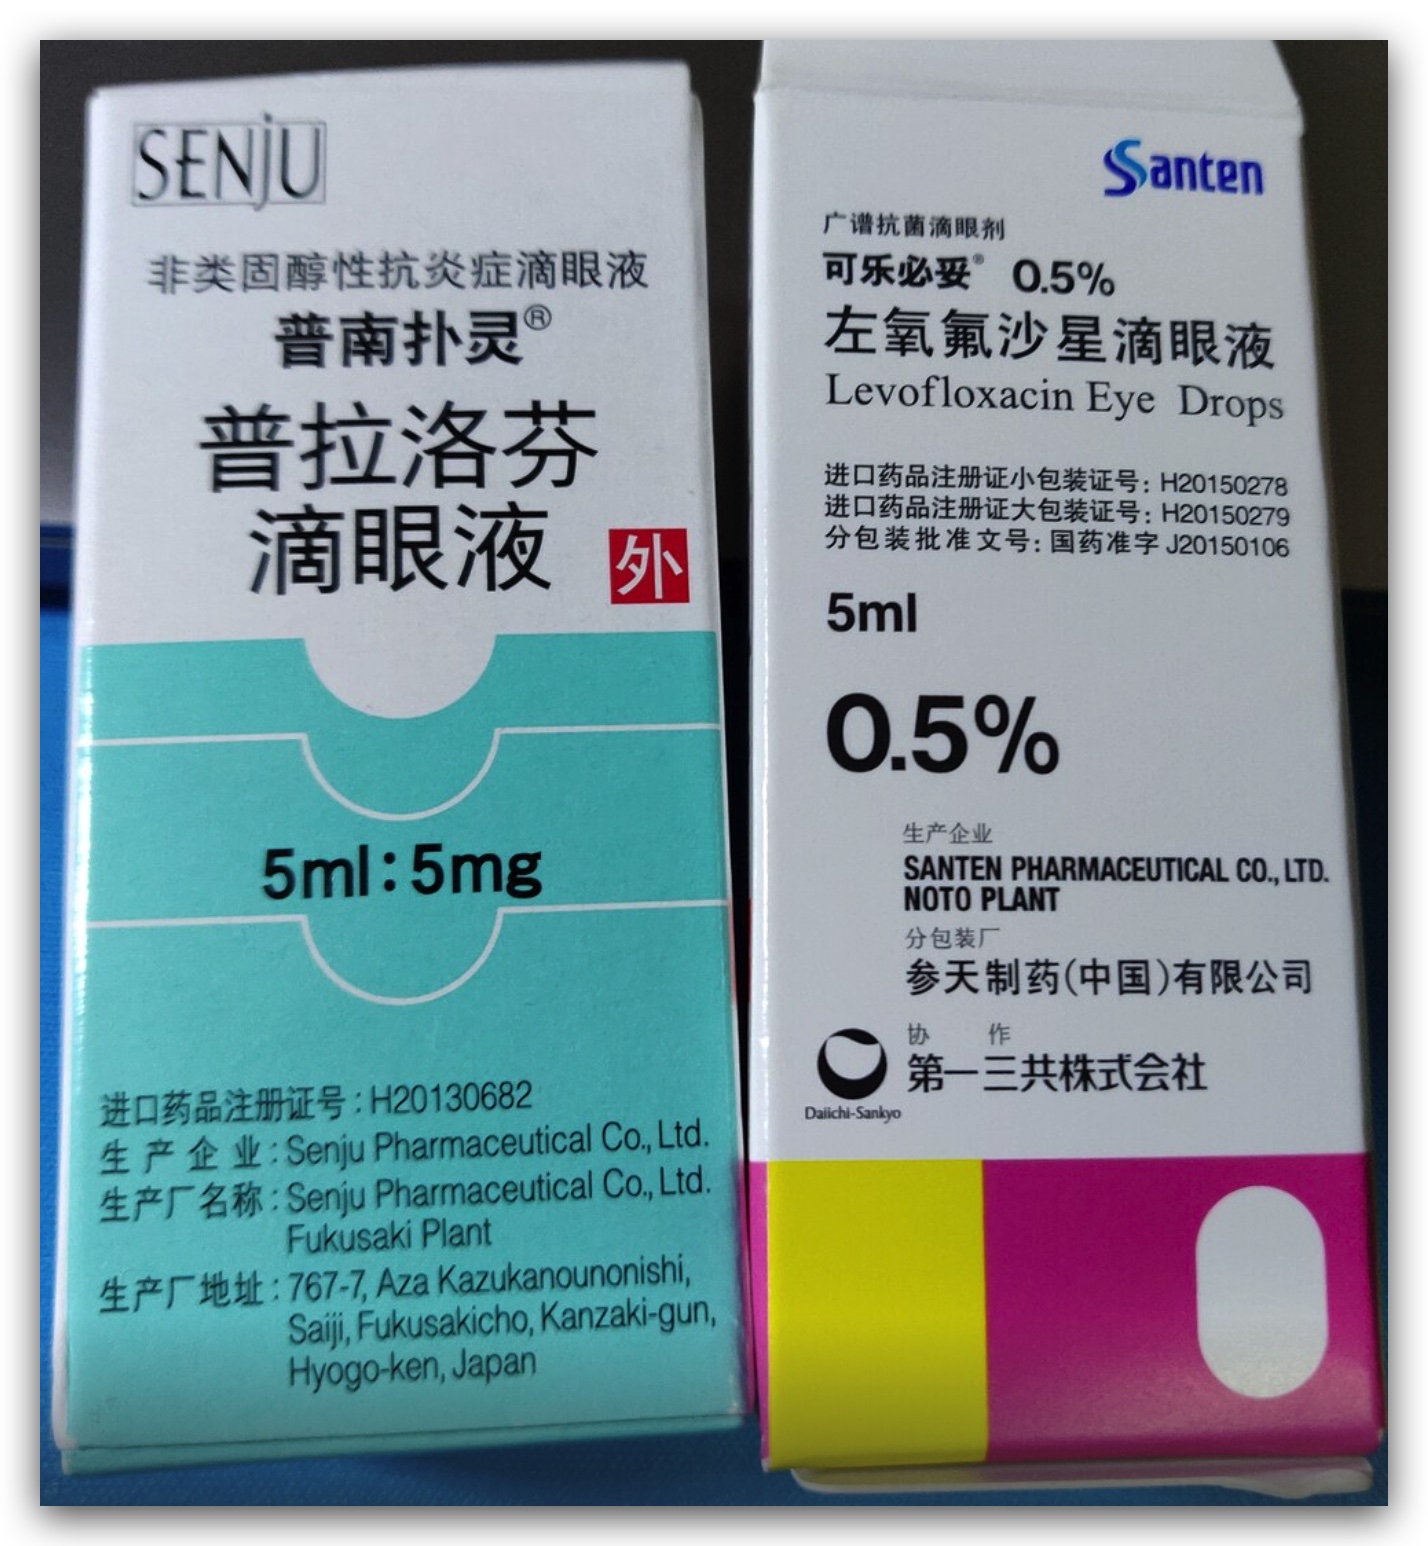 SENJU
非类固醇性抗炎症滴眼液
普南扑灵®
普拉洛芬
滴眼液
外
5ml:5mg
进口药品注册证号:H20130682
生产企业:Senju Pharmaceutical Co., Ltd.
生产厂名称:Senju Pharmaceutical Co., Ltd.
Fukusaki Plant
生产厂地址:767-7, Aza Kazukanounonishi,
Saiji, Fukusakicho, Kanzaki-gun,
Hyogo-ken, Japan
Santen
广谱抗菌滴眼剂
可乐必妥® 0.5%
左氧氟沙星滴眼液
Levofloxacin Eye Drops
进口药品注册证小包装证号: H20150278
进口药品注册证大包装证号: H20150279
分包装批准文号: 国药准字 J20150106
5ml
0.5%
生产企业
SANTEN PHARMACEUTICAL CO., LTD.
NOTO PLANT
分包装厂
参天制药(中国)有限公司
协 作
第一三共株式会社
Daiichi-Sankyo